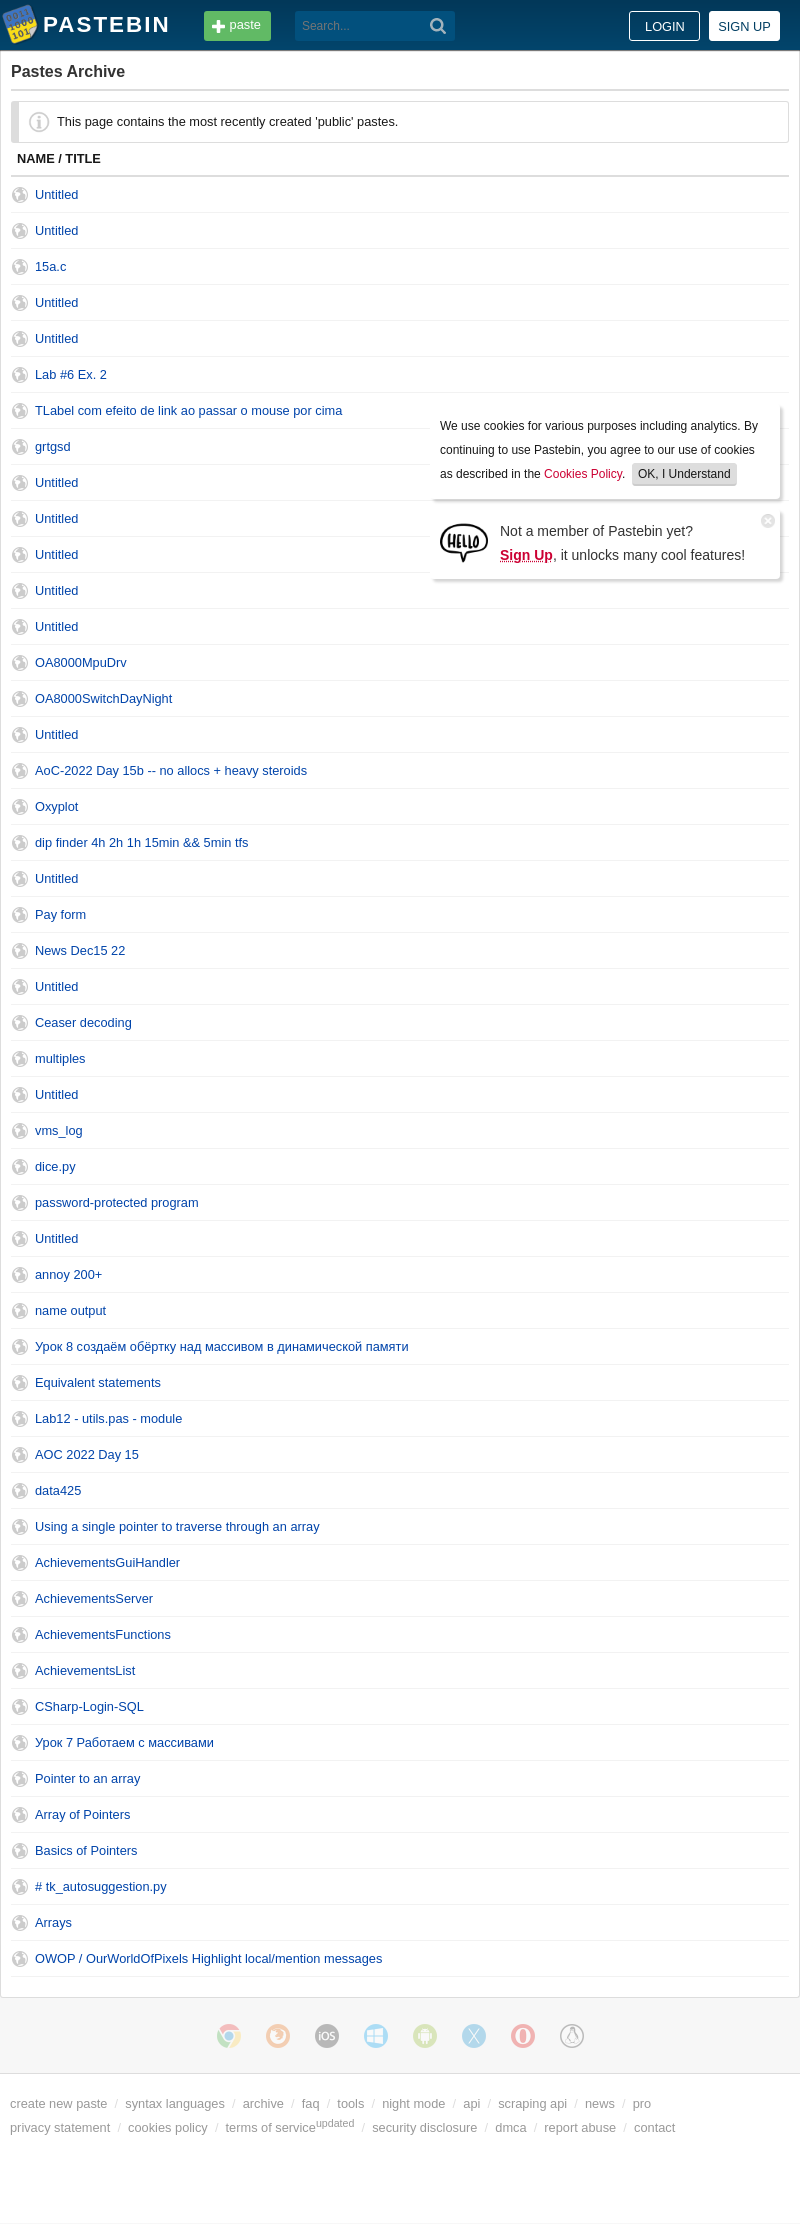 PASTEBIN
paste
Search...
LOGIN
SIGN UP
Pastes Archive
This page contains the most recently created 'public' pastes.
NAME / TITLE
Untitled
Untitled
15a.c
Untitled
Untitled
Lab #6 Ex. 2
TLabel com efeito de link ao passar o mouse por cima
grtgsd
Untitled
Untitled
Untitled
Untitled
Untitled
We use cookies for various purposes including analytics. By
continuing to use Pastebin, you agree to our use of cookies
as described in the Cookies Policy. OK, I Understand
HELLO
Not a member of Pastebin yet?
Sign Up, it unlocks many cool features!
OA8000MpuDrv
OA8000SwitchDayNight
Untitled
AoC-2022 Day 15b -- no allocs + heavy steroids
Oxyplot
dip finder 4h 2h 1h 15min && 5min tfs
Untitled
Pay form
News Dec15 22
Untitled
Ceaser decoding
multiples
Untitled
vms_log
dice.py
password-protected program
Untitled
annoy 200+
name output
Урок 8 создаём обёртку над массивом в динамической памяти
Equivalent statements
Lab12 - utils.pas - module
AOC 2022 Day 15
data425
Using a single pointer to traverse through an array
AchievementsGuiHandler
AchievementsServer
AchievementsFunctions
AchievementsList
CSharp-Login-SQL
Урок 7 Работаем с массивами
Pointer to an array
Array of Pointers
Basics of Pointers
# tk_autosuggestion.py
Arrays
OWOP / OurWorldOfPixels Highlight local/mention messages
iOS
create new paste / syntax languages / archive / faq / tools / night mode / api / scraping api / news / pro
privacy statement / cookies policy / terms of service updated / security disclosure / dmca / report abuse / contact